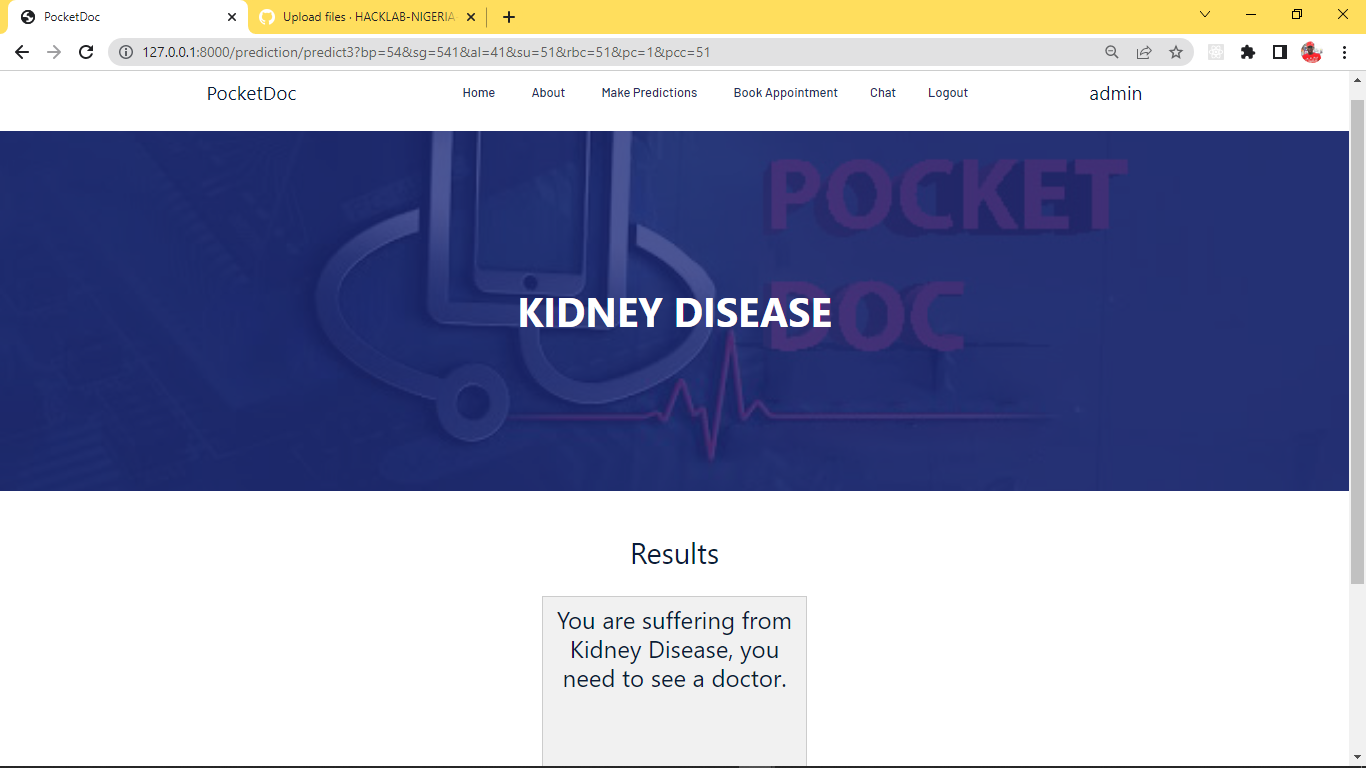 PocketDoc
Upload files · HACKLAB-NIGERIA
127.0.0.1:8000/prediction/predict3?bp=54&sg=541&al=41&su=51&rbc=51&pc=1&pcc=51
PocketDoc Home About Make Predictions Book Appointment Chat Logout admin
POCKET
DOC
KIDNEY DISEASE
Results
You are suffering from
Kidney Disease, you
need to see a doctor.